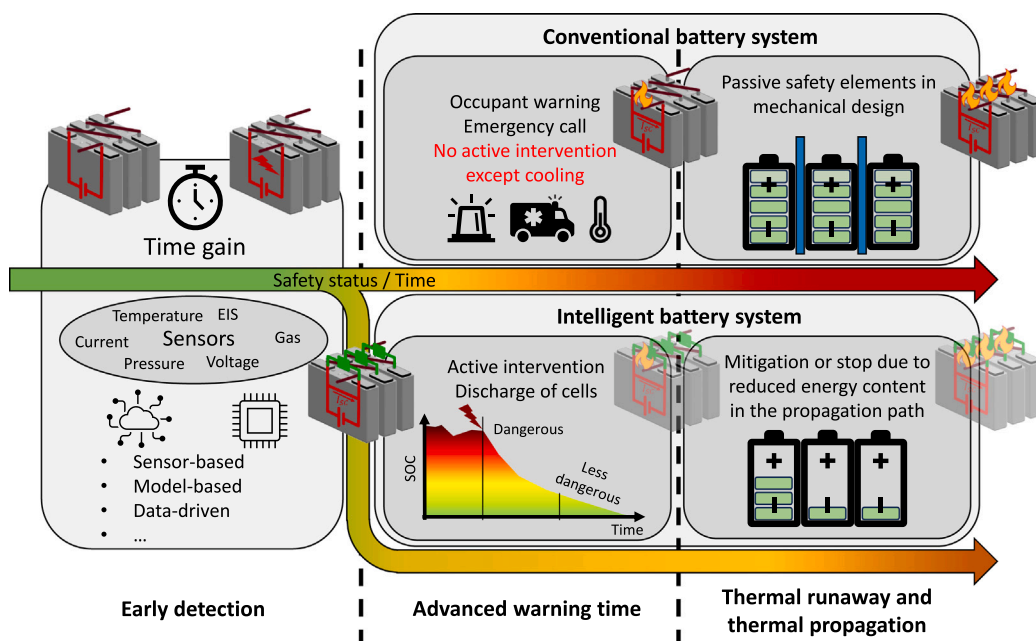 Conventional battery system
Occupant warning
Emergency call
No active intervention
except cooling
Passive safety elements in
mechanical design
Time gain
Safety status / Time
Temperature
EIS
Current
Sensors
Gas
Pressure
Voltage
Sensor-based
Model-based
Data-driven
...
Intelligent battery system
Active intervention
Discharge of cells
Dangerous
Less
dangerous
SOC
Time
Mitigation or stop due to
reduced energy content
in the propagation path
Early detection
Advanced warning time
Thermal runaway and
thermal propagation